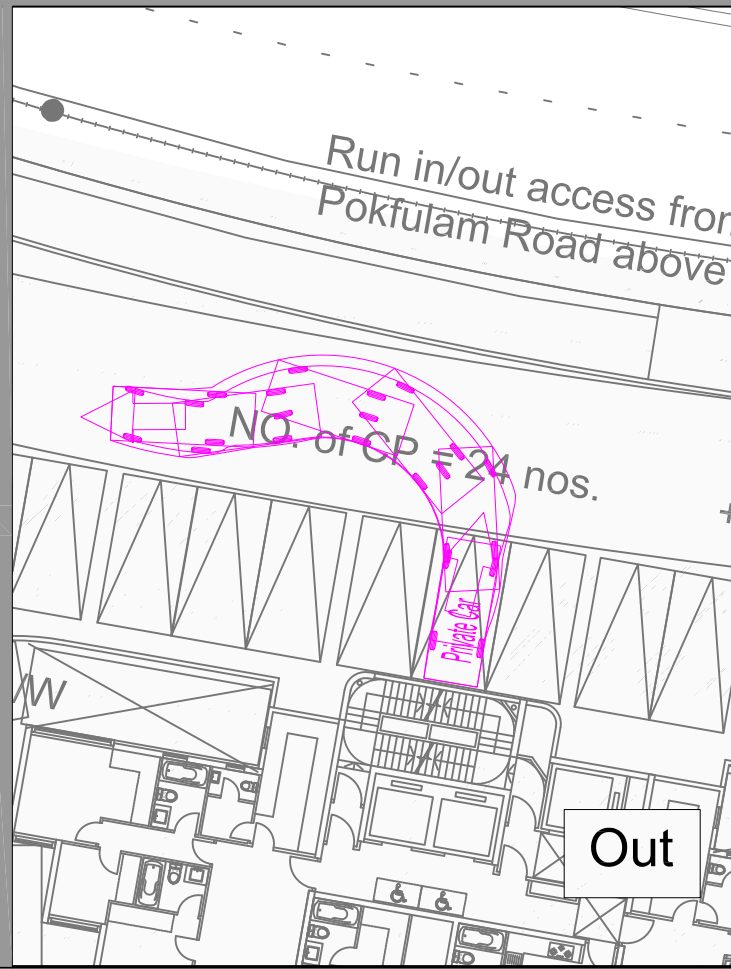 Run in/out access from
Pokfulam Road above
NO. of CP = 24 nos.
+
Private Car
/W
Out